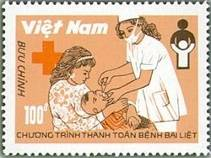 Việt Nam
BƯU CHÍNH
100đ
CHƯƠNG TRÌNH THANH TOÁN BỆNH BẠI LIỆT